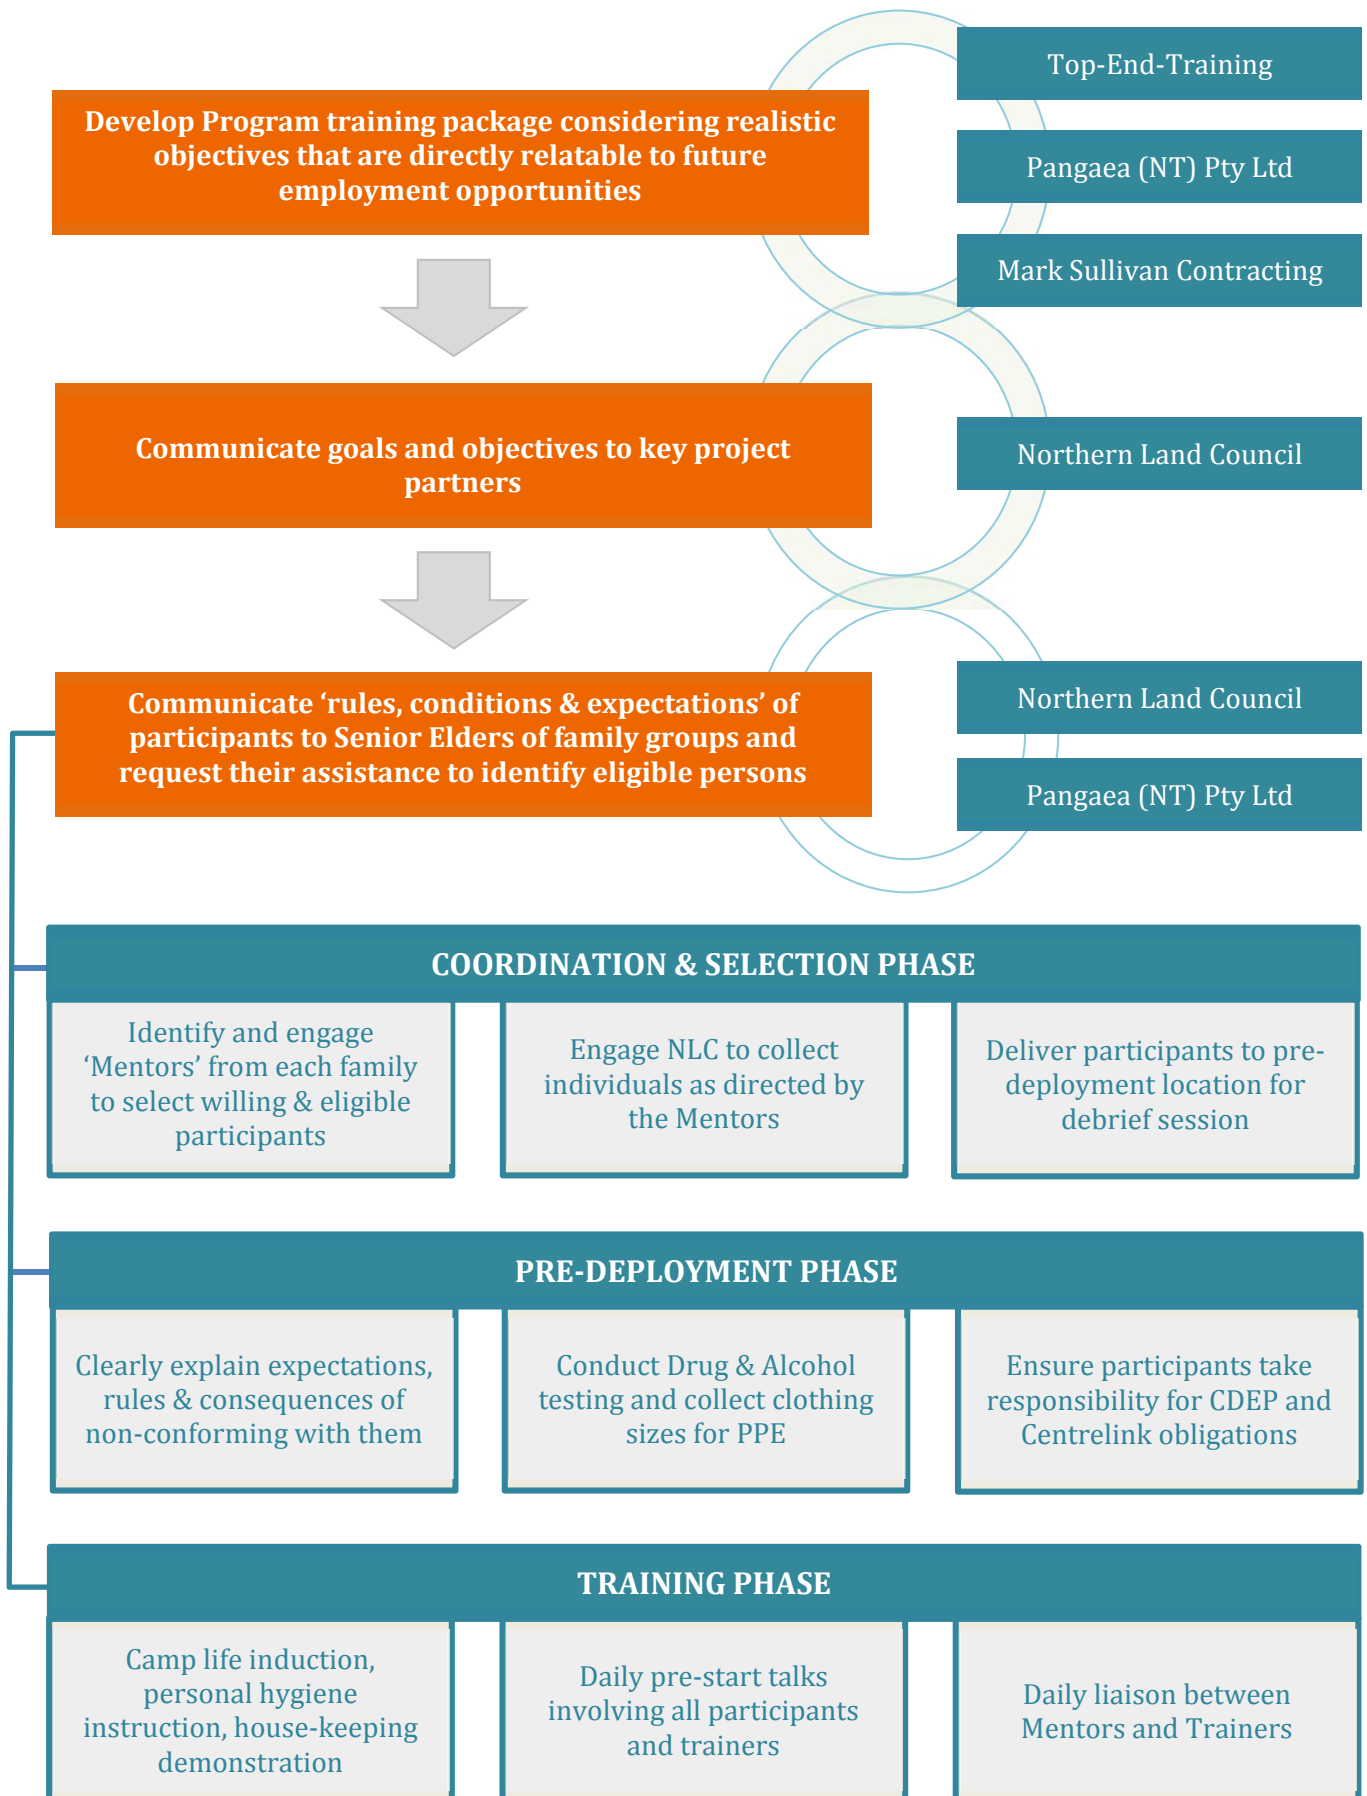 Top-End-Training
Develop Program training package considering realistic
objectives that are directly relatable to future
employment opportunities
Pangaea (NT) Pty Ltd
Mark Sullivan Contracting
Communicate goals and objectives to key project
partners
Northern Land Council
Communicate ‘rules, conditions & expectations’ of
participants to Senior Elders of family groups and
request their assistance to identify eligible persons
Northern Land Council
Pangaea (NT) Pty Ltd
COORDINATION & SELECTION PHASE
Identify and engage
‘Mentors’ from each family
to select willing & eligible
participants
Engage NLC to collect
individuals as directed by
the Mentors
Deliver participants to pre-
deployment location for
debrief session
PRE-DEPLOYMENT PHASE
Clearly explain expectations,
rules & consequences of
non-conforming with them
Conduct Drug & Alcohol
testing and collect clothing
sizes for PPE
Ensure participants take
responsibility for CDEP and
Centrelink obligations
TRAINING PHASE
Camp life induction,
personal hygiene
instruction, house-keeping
demonstration
Daily pre-start talks
involving all participants
and trainers
Daily liaison between
Mentors and Trainers